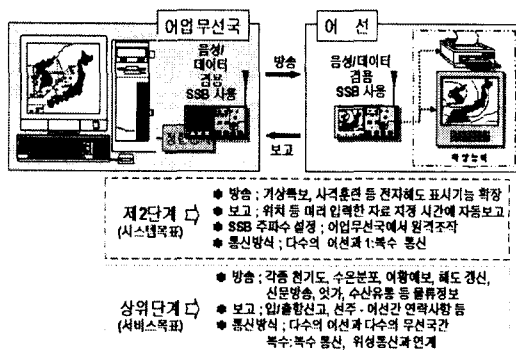 어업무선국
어 선
음성/
데이터
겸용
SSB 사용
방송
보고
음성/데이터
겸용
SSB 사용
제2단계
(시스템목표)
* 방송 ; 기상특보, 사격훈련 등 전자해도 표시기능 확장
* 보고 ; 위치 등 미리 입력한 자료 지정 시간에 자동보고
* SSB 주파수 설정 ; 어업무선국에서 원격조작
* 통신방식 ; 다수의 어선과 1:복수 통신
상위단계
(서비스목표)
* 방송 ; 각종 천기도, 수온분포, 어황예보, 해도 갱신,
신문방송, 엇가, 수산유통 등 물류정보
* 보고 ; 입/출항신고, 선주 - 어선간 연락사항 등
* 통신방식 ; 다수의 어선과 다수의 무선국간
복수:복수 통신, 위성통신과 연계